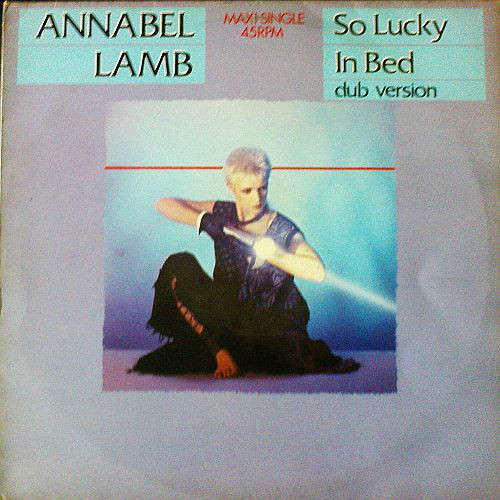 ANNABEL
LAMB
MAXI-SINGLE
45RPM
So Lucky
In Bed
dub version